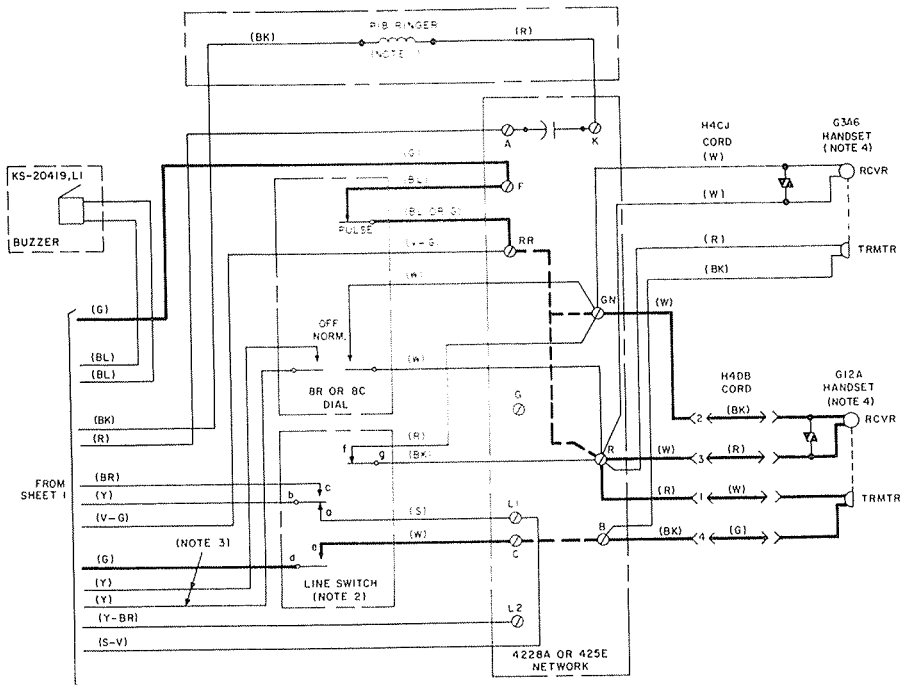 P1B RINGER
(BK)
(R)
(NOTE
A
K
H4CJ
CORD
(W)
G3A6
HANDSET
(NOTE 4)
RCVR
(G)
KS-20419,L1
BUZZER
(BL)
F
(W)
PULSE
(BL OR G)
(V-G)
RR
(R)
TRMTR
(BK)
(W)
(G)
GN
(W)
OFF
NORM.
(BL)
(BL)
(W)
8R OR 8C
DIAL
G
H4DB
CORD
G12A
HANDSET
(NOTE 4)
2
(BK)
RCVR
(BK)
(R)
f
(R)
g
(BK)
R
(W)
3
(R)
FROM
SHEET 1
(BR)
c
(Y)
b
a
(S)
L1
(R)
1
(W)
TRMTR
(V-G)
(NOTE 3)
e
(W)
C
B
(BK)
4
(G)
(G)
d
(Y)
LINE SWITCH
(NOTE 2)
(Y)
(Y-BR)
L2
(S-V)
4228A OR 425E
NETWORK